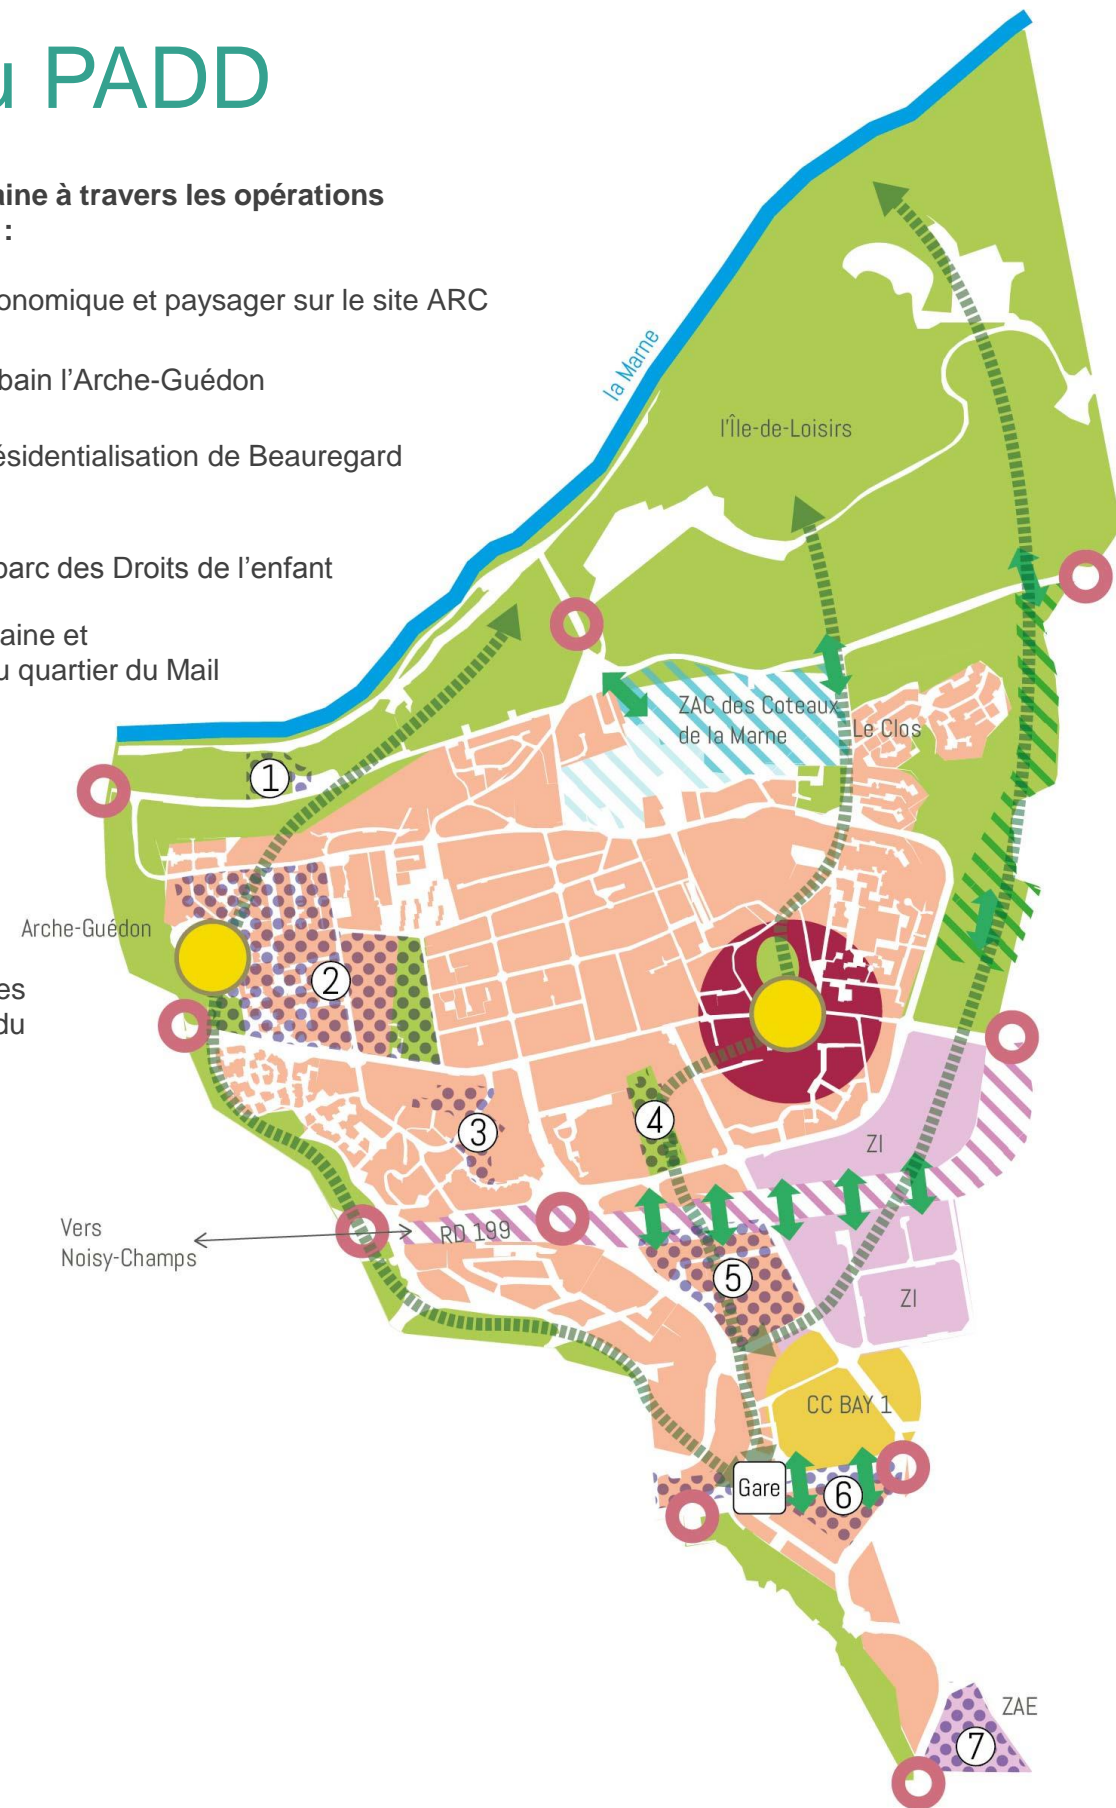 u PADD
aine à travers les opérations
:
onomique et paysager sur le site ARC
bain l'Arche-Guédon
ésidentialisation de Beauregard
parc des Droits de l'enfant
aine et
u quartier du Mail
es
du
la Marne
l'Île-de-Loisirs
ZAC des Coteaux
de la Marne
Le Clos
1
Arche-Guédon
2
3
4
ZI
Vers
Noisy-Champs
RD 199
5
ZI
CC BAY 1
Gare
6
ZAE
7